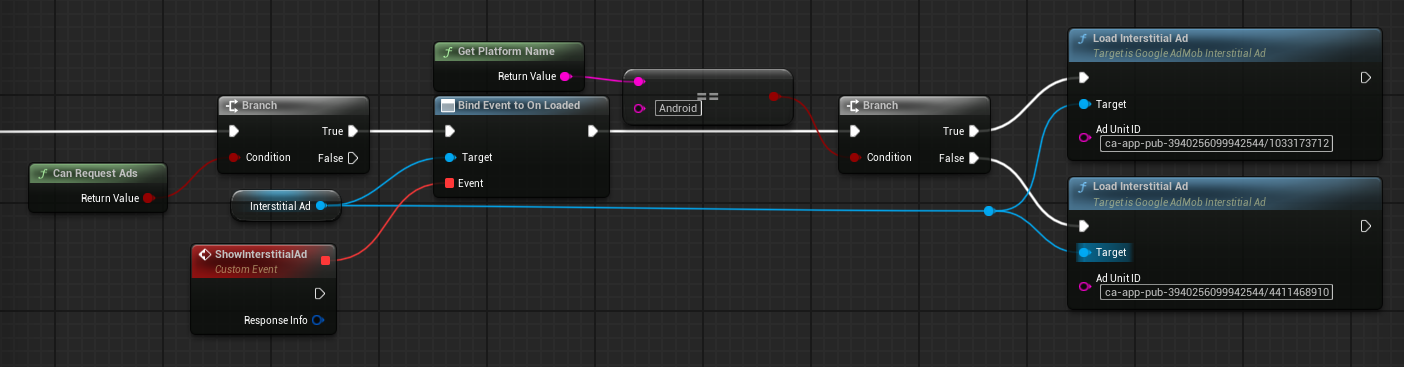 Can Request Ads
Return Value
Branch
True
Condition
False
Interstitial Ad
ShowInterstitialAd
Custom Event
Response Info
Get Platform Name
Return Value
Bind Event to On Loaded
Target
Event
==
Android
Branch
True
Condition
False
Load Interstitial Ad
Target is Google AdMob Interstitial Ad
Target
Ad Unit ID
ca-app-pub-3940256099942544/1033173712
Load Interstitial Ad
Target is Google AdMob Interstitial Ad
Target
Ad Unit ID
ca-app-pub-3940256099942544/4411468910